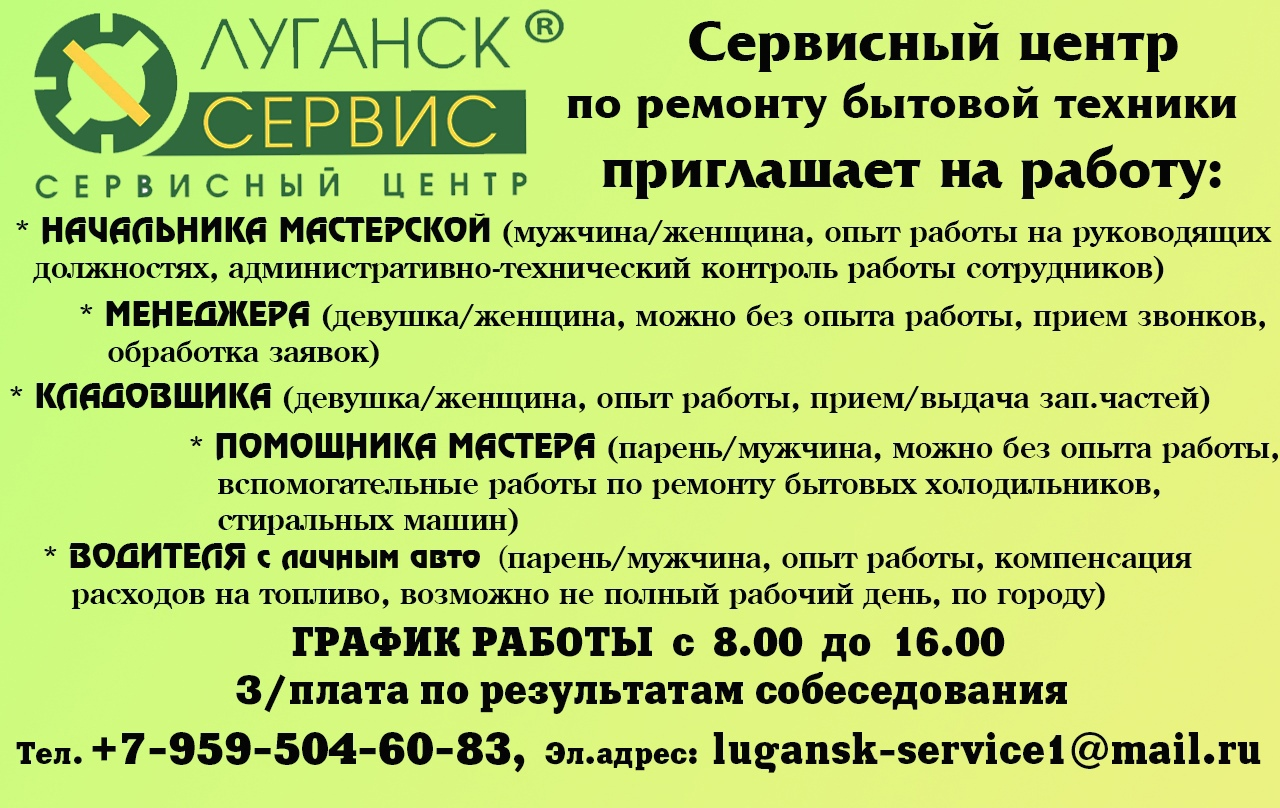 ЛУГАНСК ®
СЕРВИС
СЕРВИСНЫЙ ЦЕНТР
Сервисный центр
по ремонту бытовой техники
приглашает на работу:
* НАЧАЛЬНИКА МАСТЕРСКОЙ (мужчина/женщина, опыт работы на руководящих
должностях, административно-технический контроль работы сотрудников)
* МЕНЕДЖЕРА (девушка/женщина, можно без опыта работы, прием звонков,
обработка заявок)
* КЛАДОВЩИКА (девушка/женщина, опыт работы, прием/выдача зап.частей)
* ПОМОЩНИКА МАСТЕРА (парень/мужчина, можно без опыта работы,
вспомогательные работы по ремонту бытовых холодильников,
стиральных машин)
* ВОДИТЕЛЯ с личным авто (парень/мужчина, опыт работы, компенсация
расходов на топливо, возможно не полный рабочий день, по городу)
ГРАФИК РАБОТЫ с 8.00 до 16.00
З/плата по результатам собеседования
Тел. +7-959-504-60-83, Эл.адрес: lugansk-service1@mail.ru